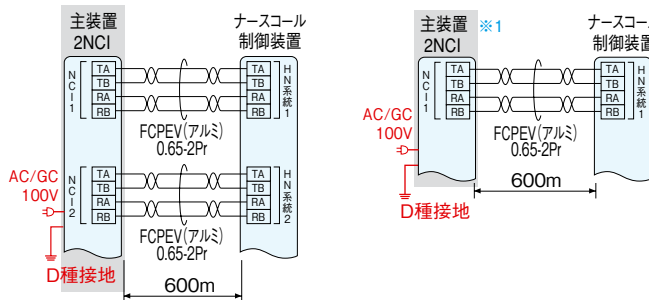 主装置
2NCI
ナースコール
制御装置
NCI1
TA
TB
RA
RB
TA
TB
RA
RB
HN系統1
FCPEV(アルミ)
0.65-2Pr
AC/GC
100V
NCI2
TA
TB
RA
RB
TA
TB
RA
RB
HN系統2
FCPEV(アルミ)
0.65-2Pr
D種接地
600m
主装置
2NCI
※1
ナースコール
制御装置
NCI1
TA
TB
RA
RB
TA
TB
RA
RB
HN系統1
AC/GC
100V
FCPEV(アルミ)
0.65-2Pr
600m
D種接地